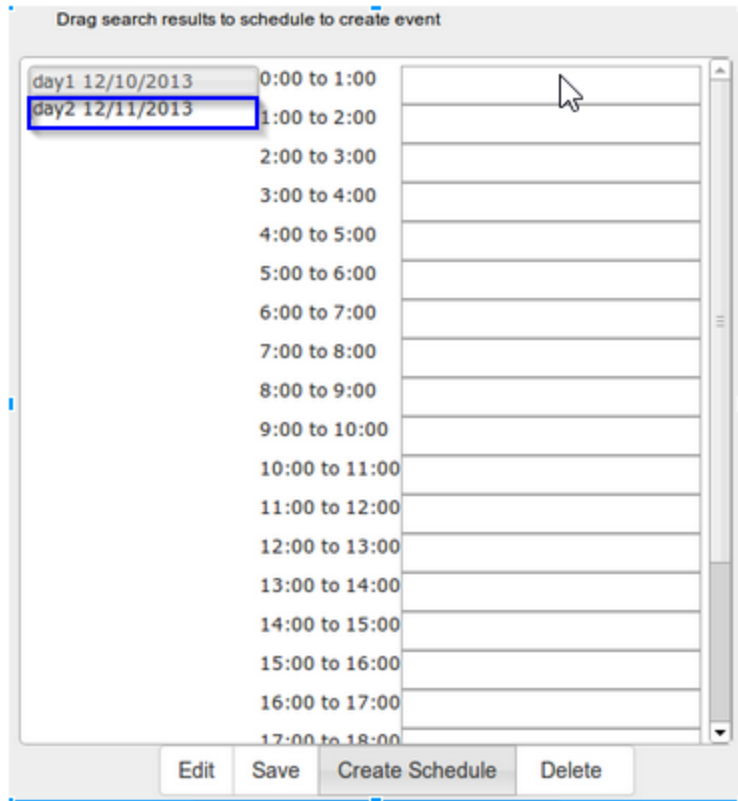 Drag search results to schedule to create event
day1 12/10/2013
day2 12/11/2013
0:00 to 1:00
1:00 to 2:00
2:00 to 3:00
3:00 to 4:00
4:00 to 5:00
5:00 to 6:00
6:00 to 7:00
7:00 to 8:00
8:00 to 9:00
9:00 to 10:00
10:00 to 11:00
11:00 to 12:00
12:00 to 13:00
13:00 to 14:00
14:00 to 15:00
15:00 to 16:00
16:00 to 17:00
17:00 to 18:00
Edit Save Create Schedule Delete